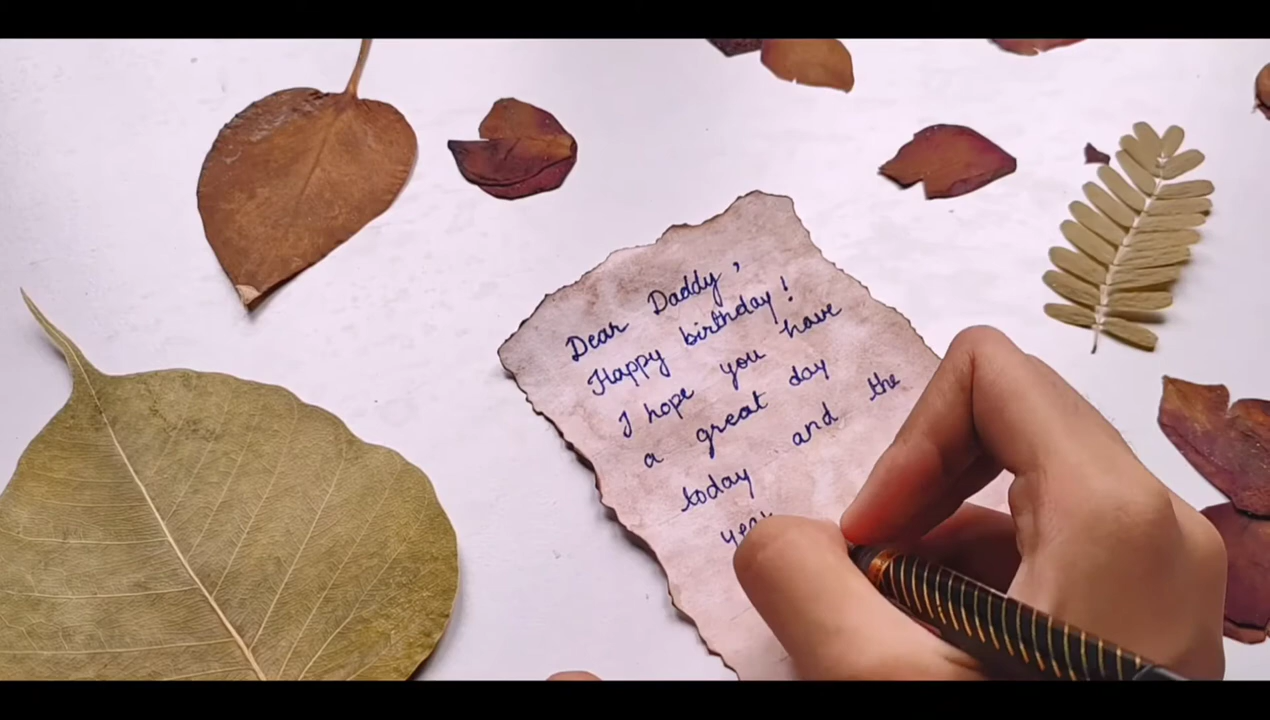 Dear Daddy,
Happy birthday!
I hope you have
a great day
today and the